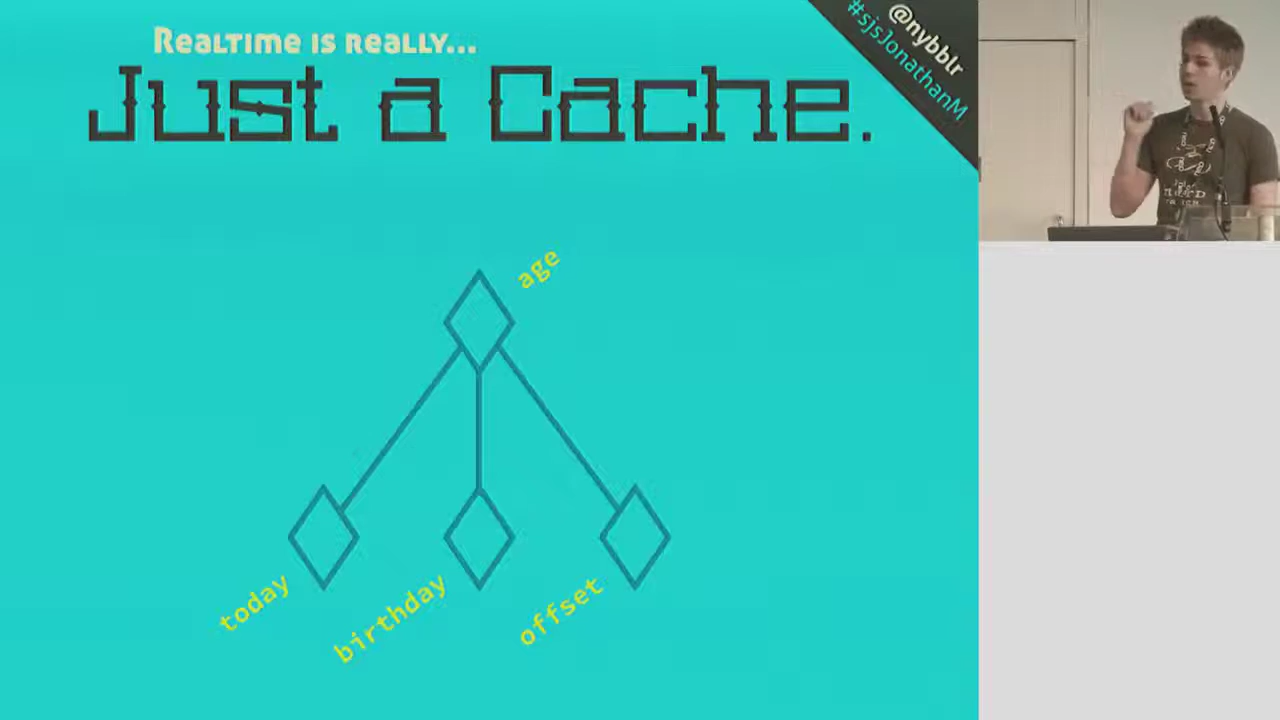 Realtime is really...
Just a Cache.
@nybblr
#sjsJonathanM
age
today
birthday
offset